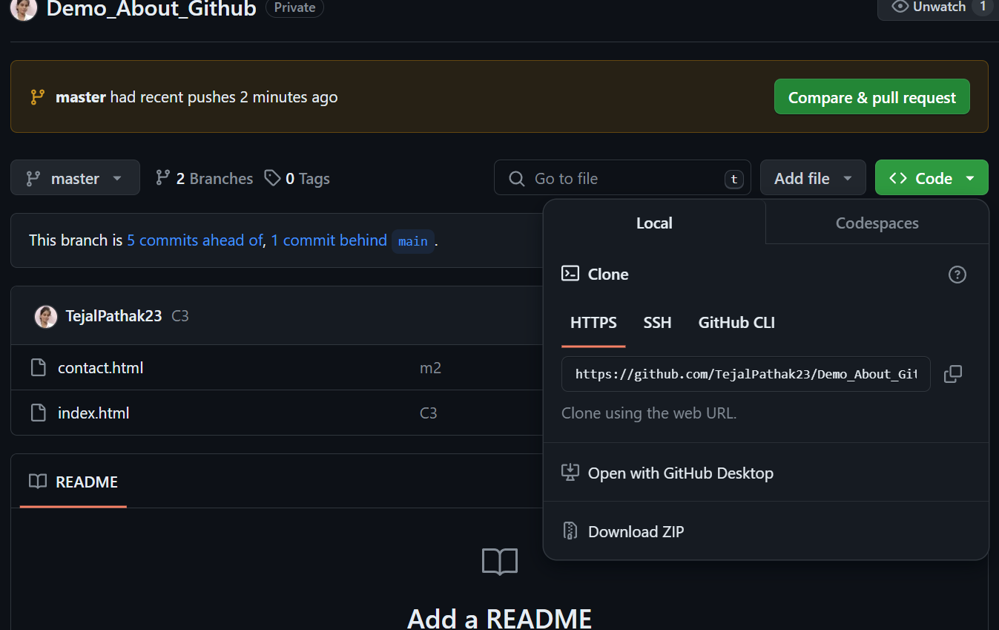 Demo_About_Github Private Unwatch 1
master had recent pushes 2 minutes ago Compare & pull request
master 2 Branches 0 Tags Go to file t Add file <> Code
Local Codespaces
This branch is 5 commits ahead of, 1 commit behind main.
Clone
TejalPathak23 C3
HTTPS SSH GitHub CLI
contact.html m2
https://github.com/TejalPathak23/Demo_About_Git
index.html C3
Clone using the web URL.
Open with GitHub Desktop
README
Download ZIP
Add a README